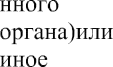 нного
органа)или
иное